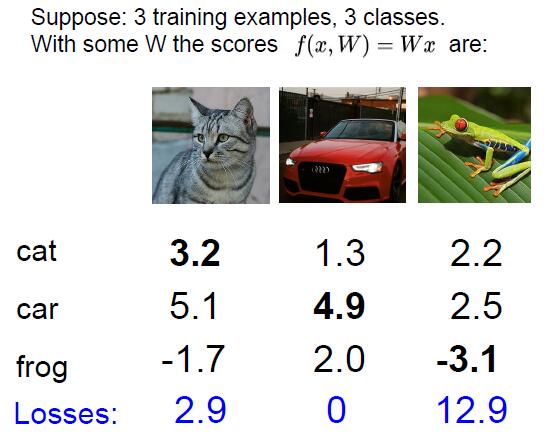 Suppose: 3 training examples, 3 classes.
With some W the scores f(x, W) = Wx are:
cat 3.2 1.3 2.2
car 5.1 4.9 2.5
frog -1.7 2.0 -3.1
Losses: 2.9 0 12.9